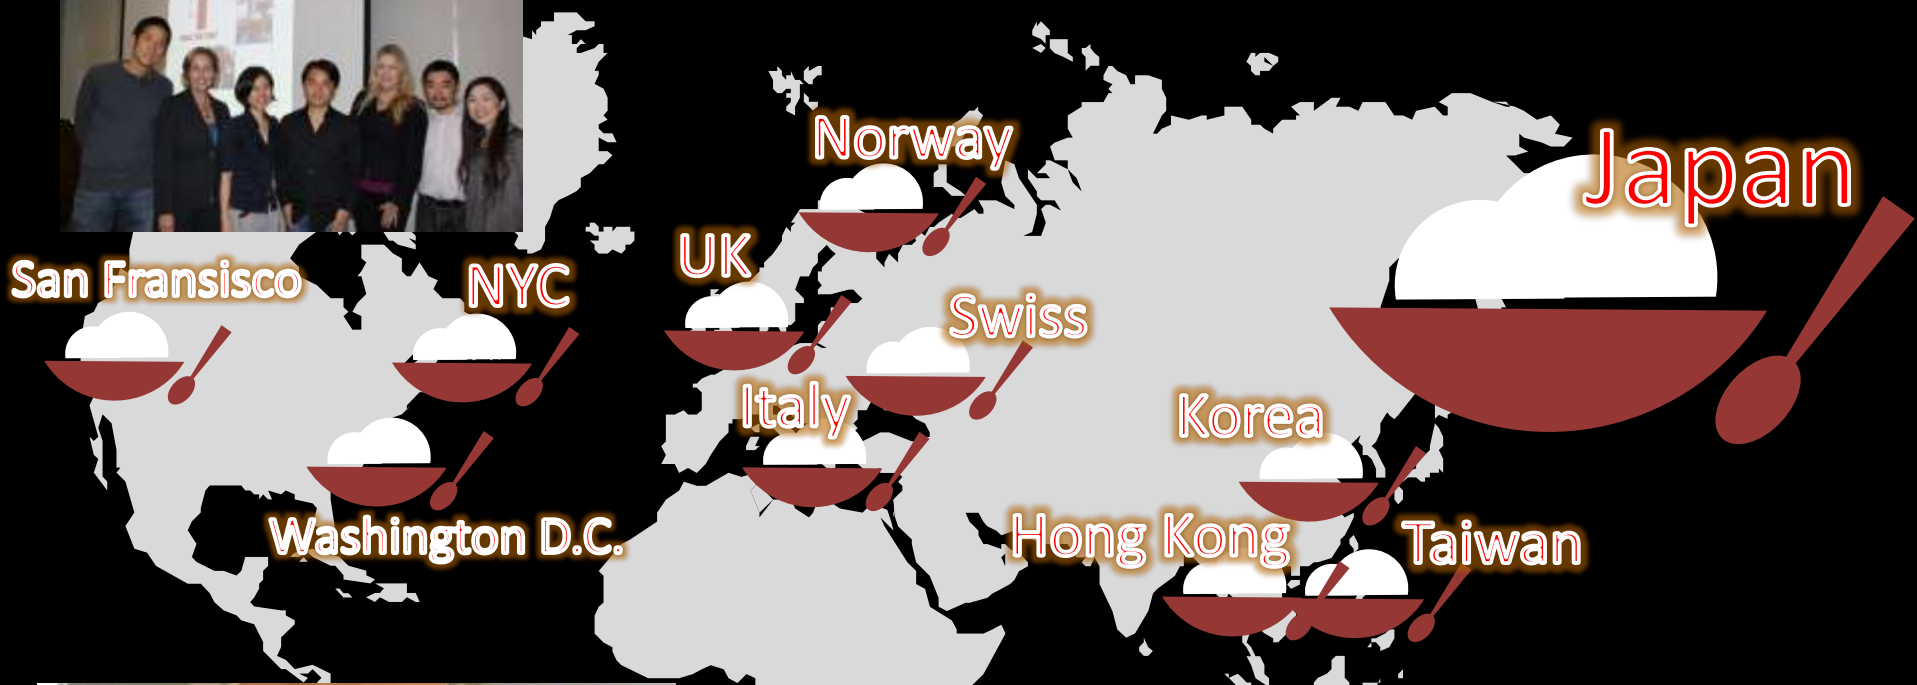 Norway
Japan
UK
San Fransisco
NYC
Swiss
Italy
Korea
Hong Kong
Taiwan
Washington D.C.